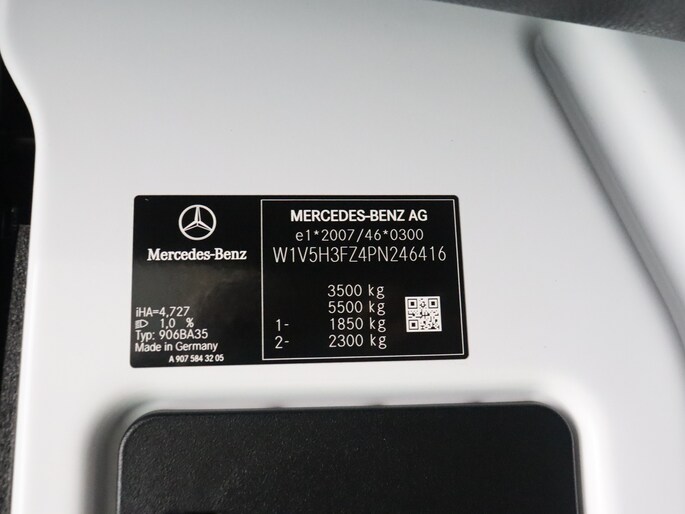 Mercedes-Benz
iHA=4,727
1,0 %
Typ: 906BA35
Made in Germany
A 907 584 32 05
MERCEDES-BENZ AG
e1*2007/46*0300
W1V5H3FZ4PN246416
3500 kg
5500 kg
1- 1850 kg
2- 2300 kg